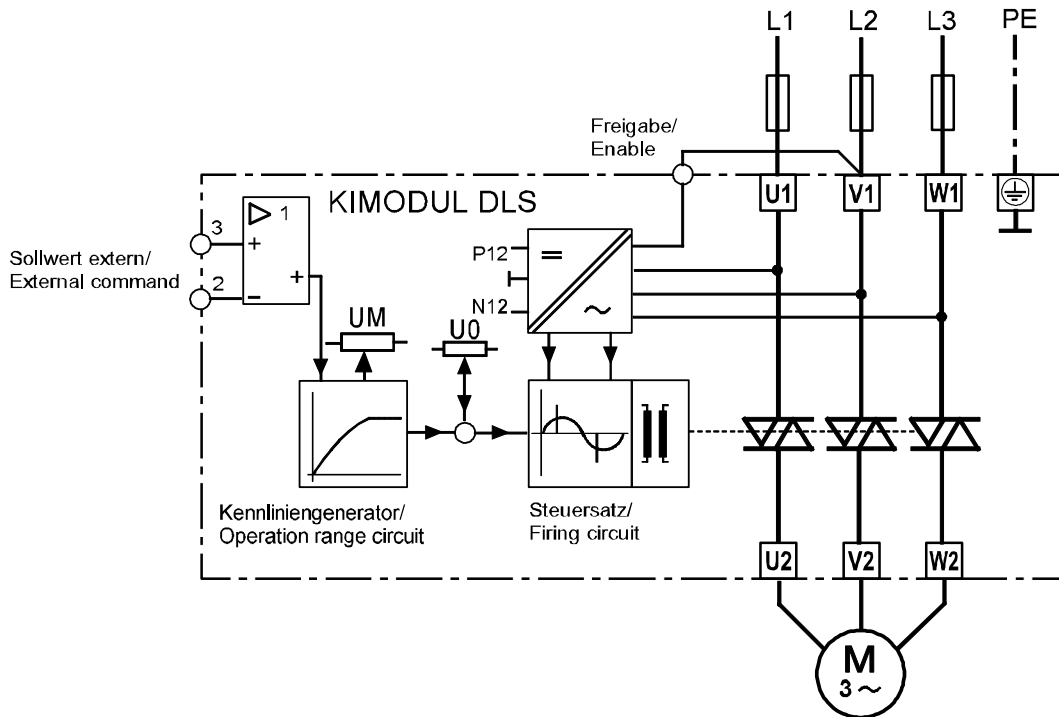 L1
L2
L3
PE
Freigabe/
Enable
U1
V1
W1
KIMODUL DLS
1
3
+
Sollwert extern/
External command
2
−
+
P12
=
N12
~
UM
U0
Kennliniengenerator/
Operation range circuit
Steuersatz/
Firing circuit
U2
V2
W2
M
3 ~